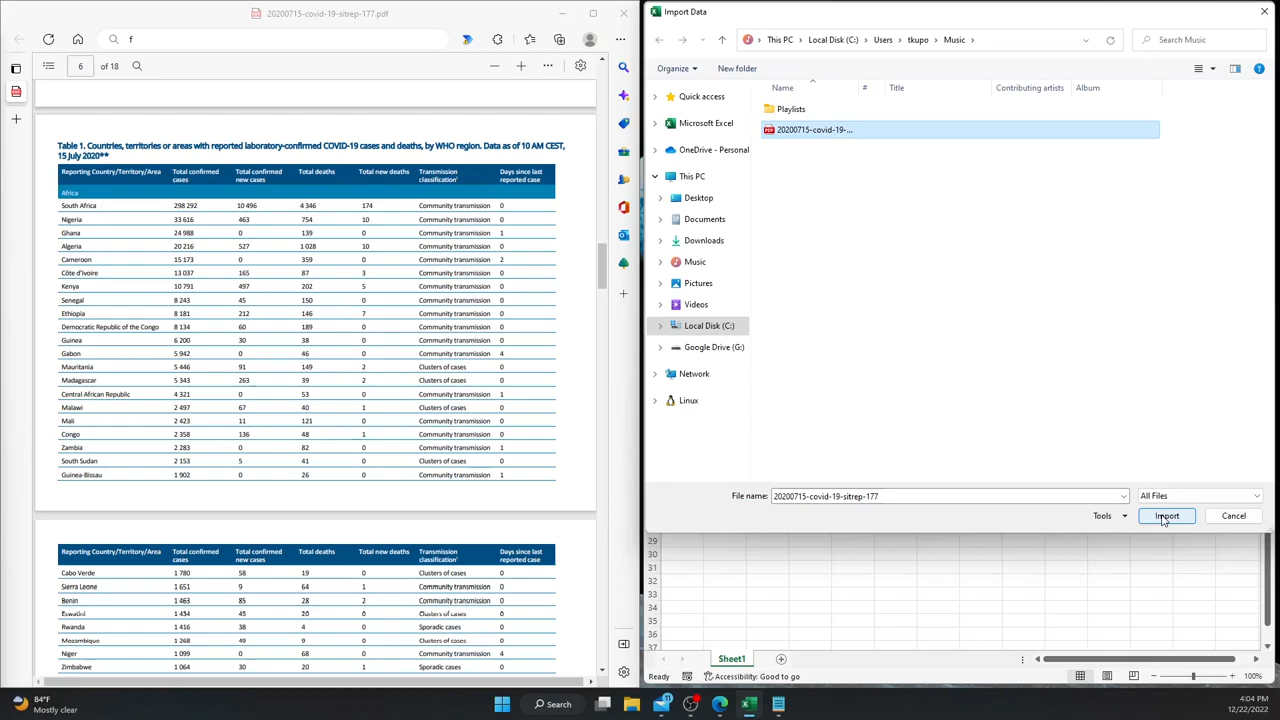 20200715-covid-19-sitrep-177.pdf
f
6 of 18
Table 1. Countries, territories or areas with reported laboratory-confirmed COVID-19 cases and deaths, by WHO region. Data as of 10 AM CEST,
15 July 2020**
Reporting Country/Territory/Area Total confirmed cases Total confirmed new cases Total deaths Total new deaths Transmission classificationⁱ Days since last reported case
Africa
South Africa 298 292 10 496 4 346 174 Community transmission 0
Nigeria 33 616 463 754 10 Community transmission 0
Ghana 24 988 0 139 0 Community transmission 1
Algeria 20 216 527 1 028 10 Community transmission 0
Cameroon 15 173 0 359 0 Community transmission 2
Côte d'Ivoire 13 037 165 87 3 Community transmission 0
Kenya 10 791 497 202 5 Community transmission 0
Senegal 8 243 45 150 0 Community transmission 0
Ethiopia 8 181 212 146 7 Community transmission 0
Democratic Republic of the Congo 8 134 60 189 0 Community transmission 0
Guinea 6 200 30 38 0 Community transmission 0
Gabon 5 942 0 46 0 Community transmission 4
Mauritania 5 446 91 149 2 Clusters of cases 0
Madagascar 5 343 263 39 2 Community transmission 0
Central African Republic 4 321 0 53 0 Community transmission 1
Malawi 2 497 67 40 1 Clusters of cases 0
Mali 2 423 11 121 0 Community transmission 0
Congo 2 358 136 48 1 Community transmission 0
Zambia 2 283 0 82 0 Community transmission 1
South Sudan 2 153 5 41 0 Clusters of cases 0
Guinea-Bissau 1 902 0 26 0 Community transmission 1
Reporting Country/Territory/Area Total confirmed cases Total confirmed new cases Total deaths Total new deaths Transmission classificationⁱ Days since last reported case
Cabo Verde 1 780 58 19 0 Clusters of cases 0
Sierra Leone 1 651 9 64 1 Community transmission 0
Benin 1 463 85 28 2 Community transmission 0
Eswatini 1 434 45 20 0 Clusters of cases 0
Rwanda 1 416 38 4 0 Sporadic cases 0
Mozambique 1 268 49 9 0 Clusters of cases 0
Niger 1 099 0 68 0 Community transmission 4
Zimbabwe 1 064 30 20 1 Sporadic cases 0
Import Data
This PC > Local Disk (C:) > Users > tkupo > Music >
Search Music
Organize New folder
Name # Title Contributing artists Album
Playlists
20200715-covid-19-...
Quick access
Microsoft Excel
OneDrive - Personal
This PC
Desktop
Documents
Downloads
Music
Pictures
Videos
Local Disk (C:)
Google Drive (G:)
Network
Linux
File name: 20200715-covid-19-sitrep-177 All Files
Tools Import Cancel
29
30
31
32
33
34
35
36
37
Sheet1
Ready Accessibility: Good to go 100%
84°F
Mostly clear
Search
4:04 PM
12/22/2022